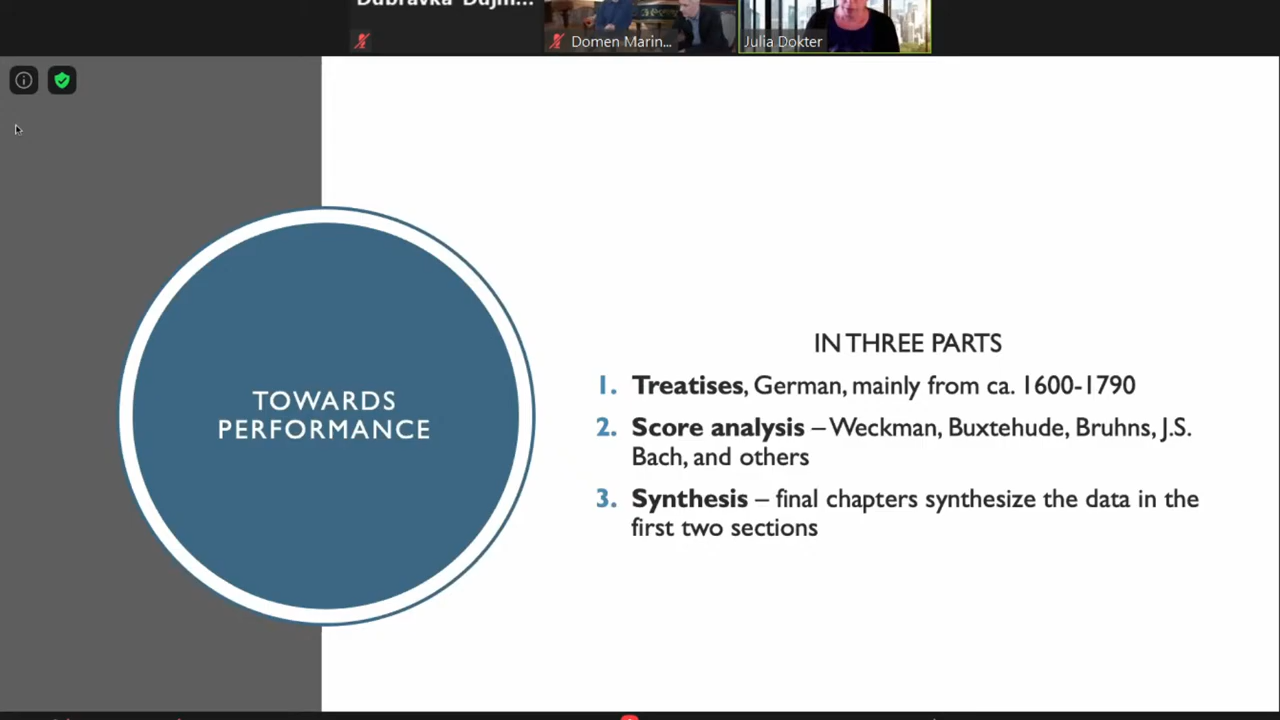 Dubravka Dujm...
Domen Marin...
Julia Dokter
TOWARDS
PERFORMANCE
IN THREE PARTS
1. Treatises, German, mainly from ca. 1600-1790
2. Score analysis – Weckman, Buxtehude, Bruhns, J.S.
Bach, and others
3. Synthesis – final chapters synthesize the data in the
first two sections